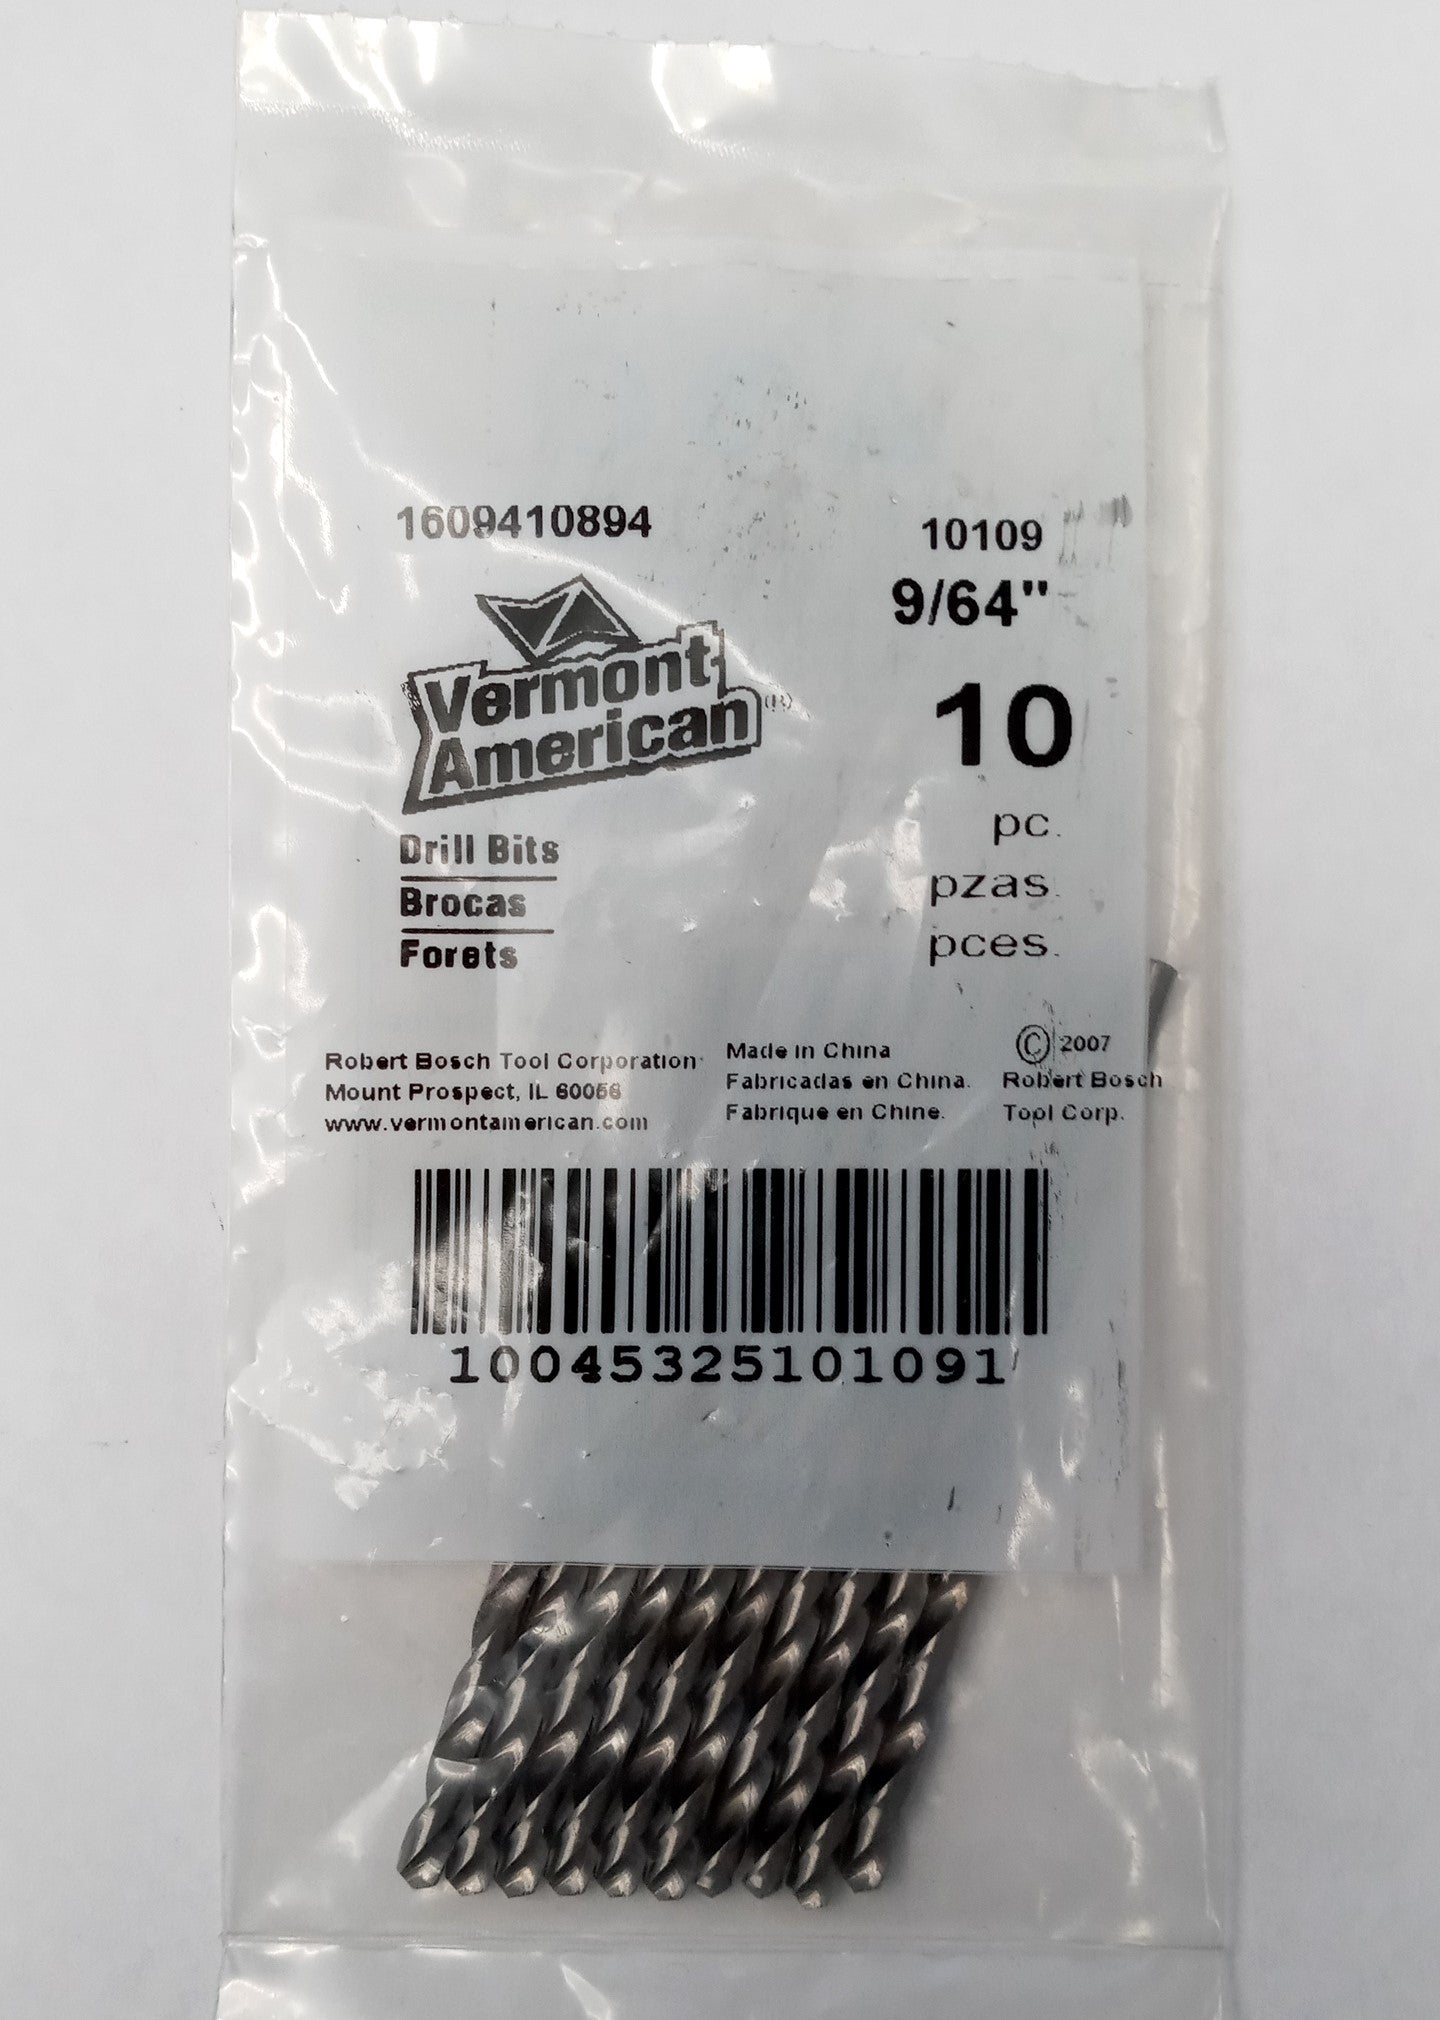 1609410894
10109
9/64"
Vermont
American®
10
pc.
pzas.
pces.
Drill Bits
Brocas
Forets
Robert Bosch Tool Corporation
Mount Prospect, IL 60056
www.vermontamerican.com
Made in China
Fabricadas en China.
Fabrique en Chine.
© 2007
Robert Bosch
Tool Corp.
10045325101091